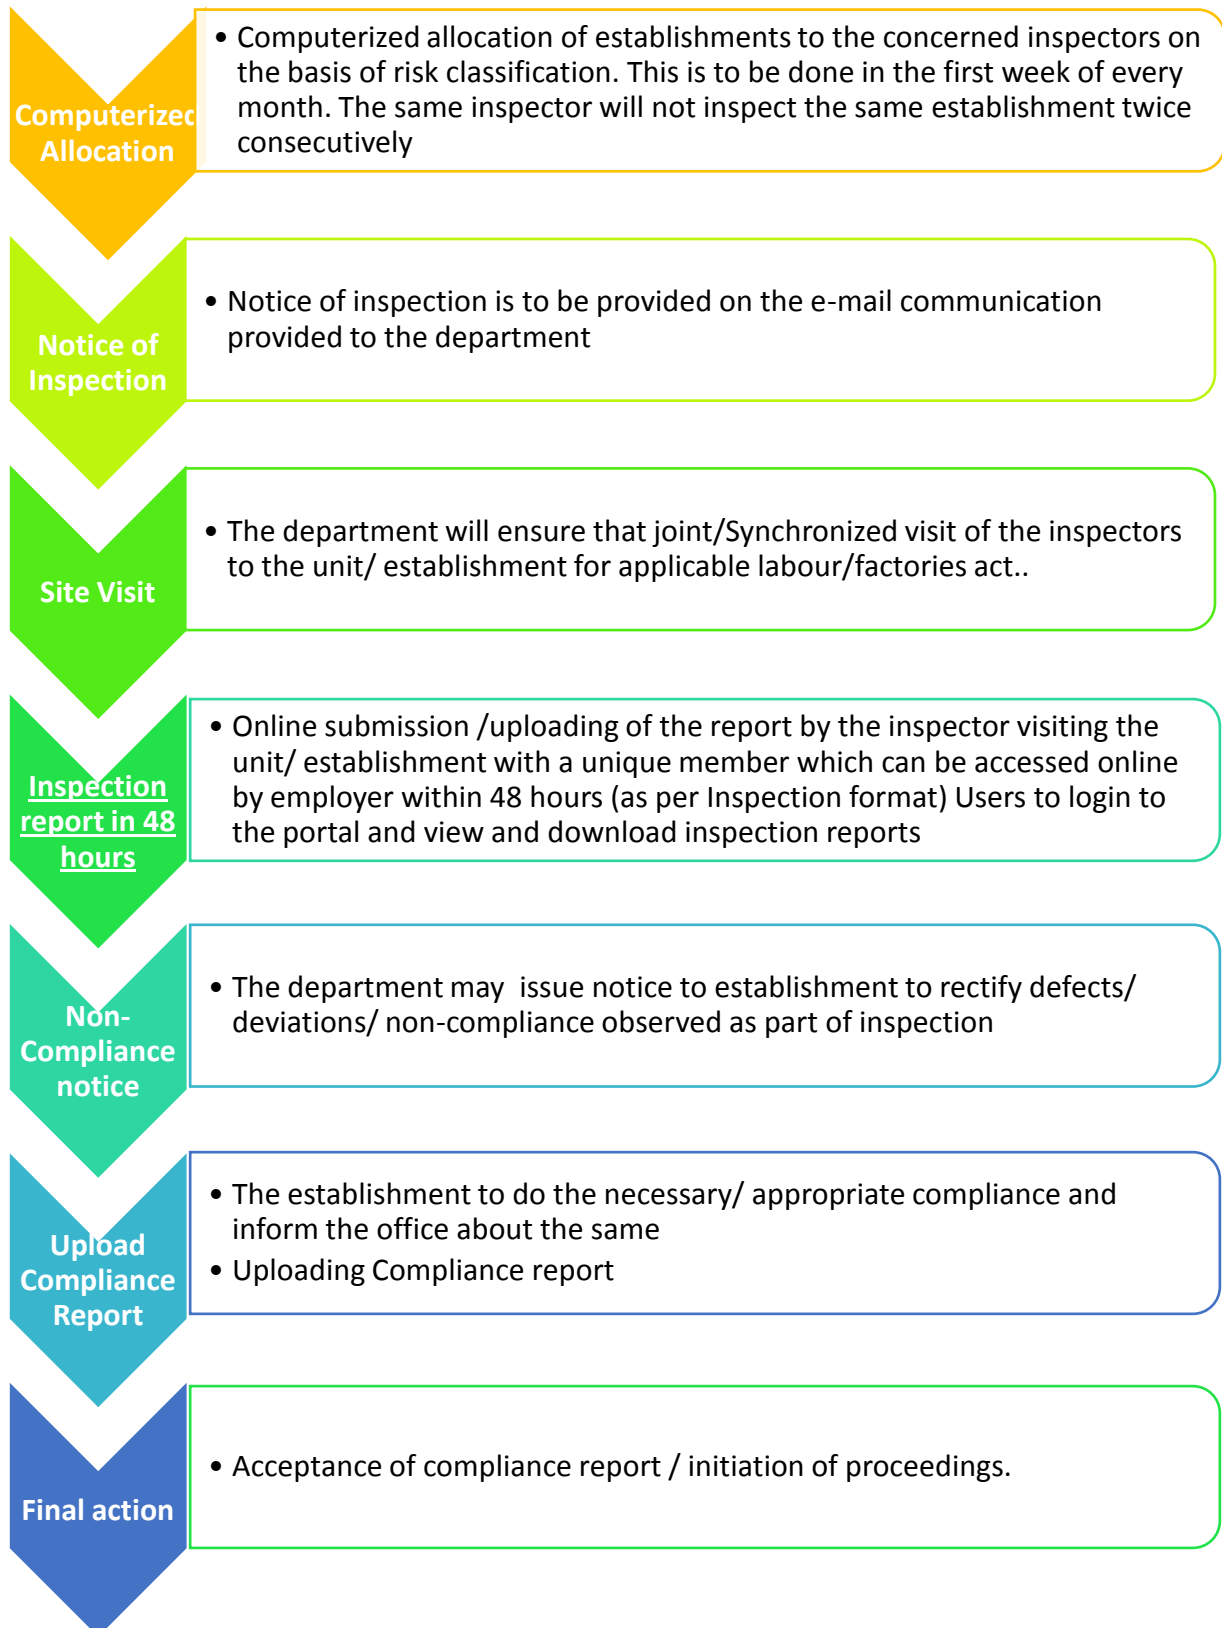 Computerized
Allocation
• Computerized allocation of establishments to the concerned inspectors on
the basis of risk classification. This is to be done in the first week of every
month. The same inspector will not inspect the same establishment twice
consecutively
Notice of
Inspection
• Notice of inspection is to be provided on the e-mail communication
provided to the department
Site Visit
• The department will ensure that joint/Synchronized visit of the inspectors
to the unit/ establishment for applicable labour/factories act..
Inspection
report in 48
hours
• Online submission /uploading of the report by the inspector visiting the
unit/ establishment with a unique member which can be accessed online
by employer within 48 hours (as per Inspection format) Users to login to
the portal and view and download inspection reports
Non-
Compliance
notice
• The department may  issue notice to establishment to rectify defects/
deviations/ non-compliance observed as part of inspection
Upload
Compliance
Report
• The establishment to do the necessary/ appropriate compliance and
inform the office about the same
• Uploading Compliance report
Final action
• Acceptance of compliance report / initiation of proceedings.